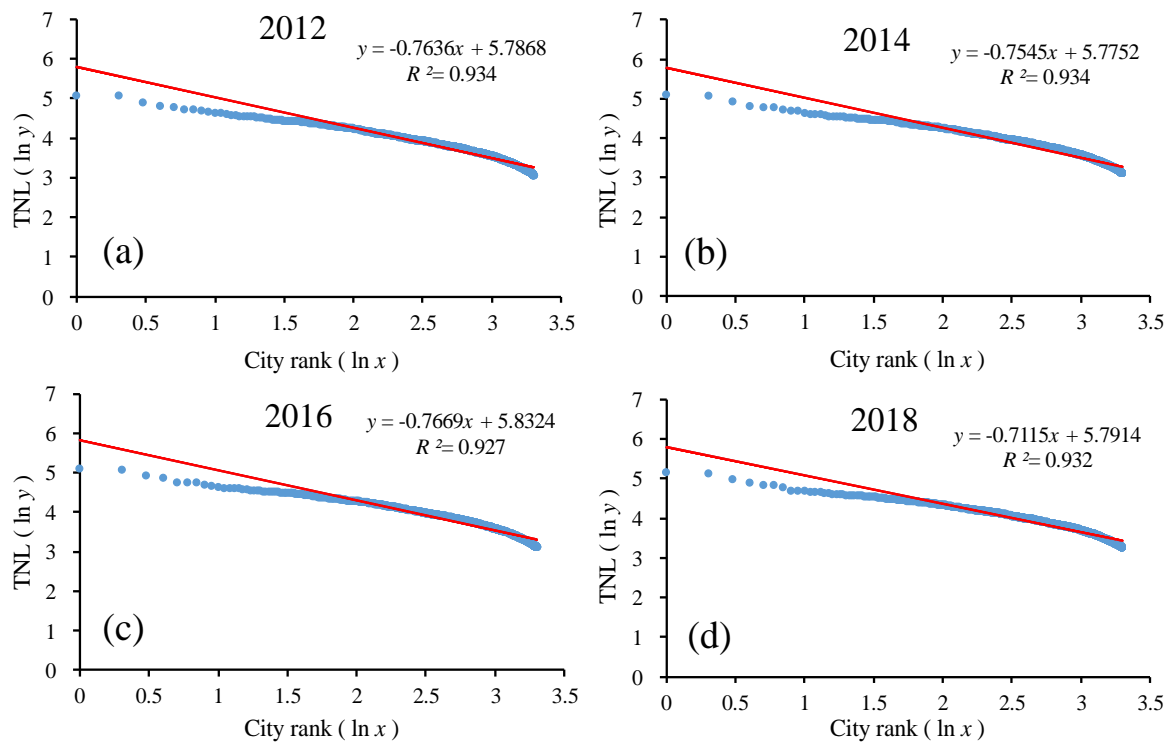 2012
y = -0.7636x + 5.7868
R ²= 0.934
TNL ( ln y )
7
6
5
4
3
2
1
0
(a)
0 0.5 1 1.5 2 2.5 3 3.5
City rank ( ln x )
2014
y = -0.7545x + 5.7752
R ²= 0.934
TNL ( ln y )
7
6
5
4
3
2
1
0
(b)
0 0.5 1 1.5 2 2.5 3 3.5
City rank ( ln x )
2016
y = -0.7669x + 5.8324
R ²= 0.927
TNL ( ln y )
7
6
5
4
3
2
1
0
(c)
0 0.5 1 1.5 2 2.5 3 3.5
City rank ( ln x )
2018
y = -0.7115x + 5.7914
R ²= 0.932
TNL ( ln y )
7
6
5
4
3
2
1
0
(d)
0 0.5 1 1.5 2 2.5 3 3.5
City rank ( ln x )